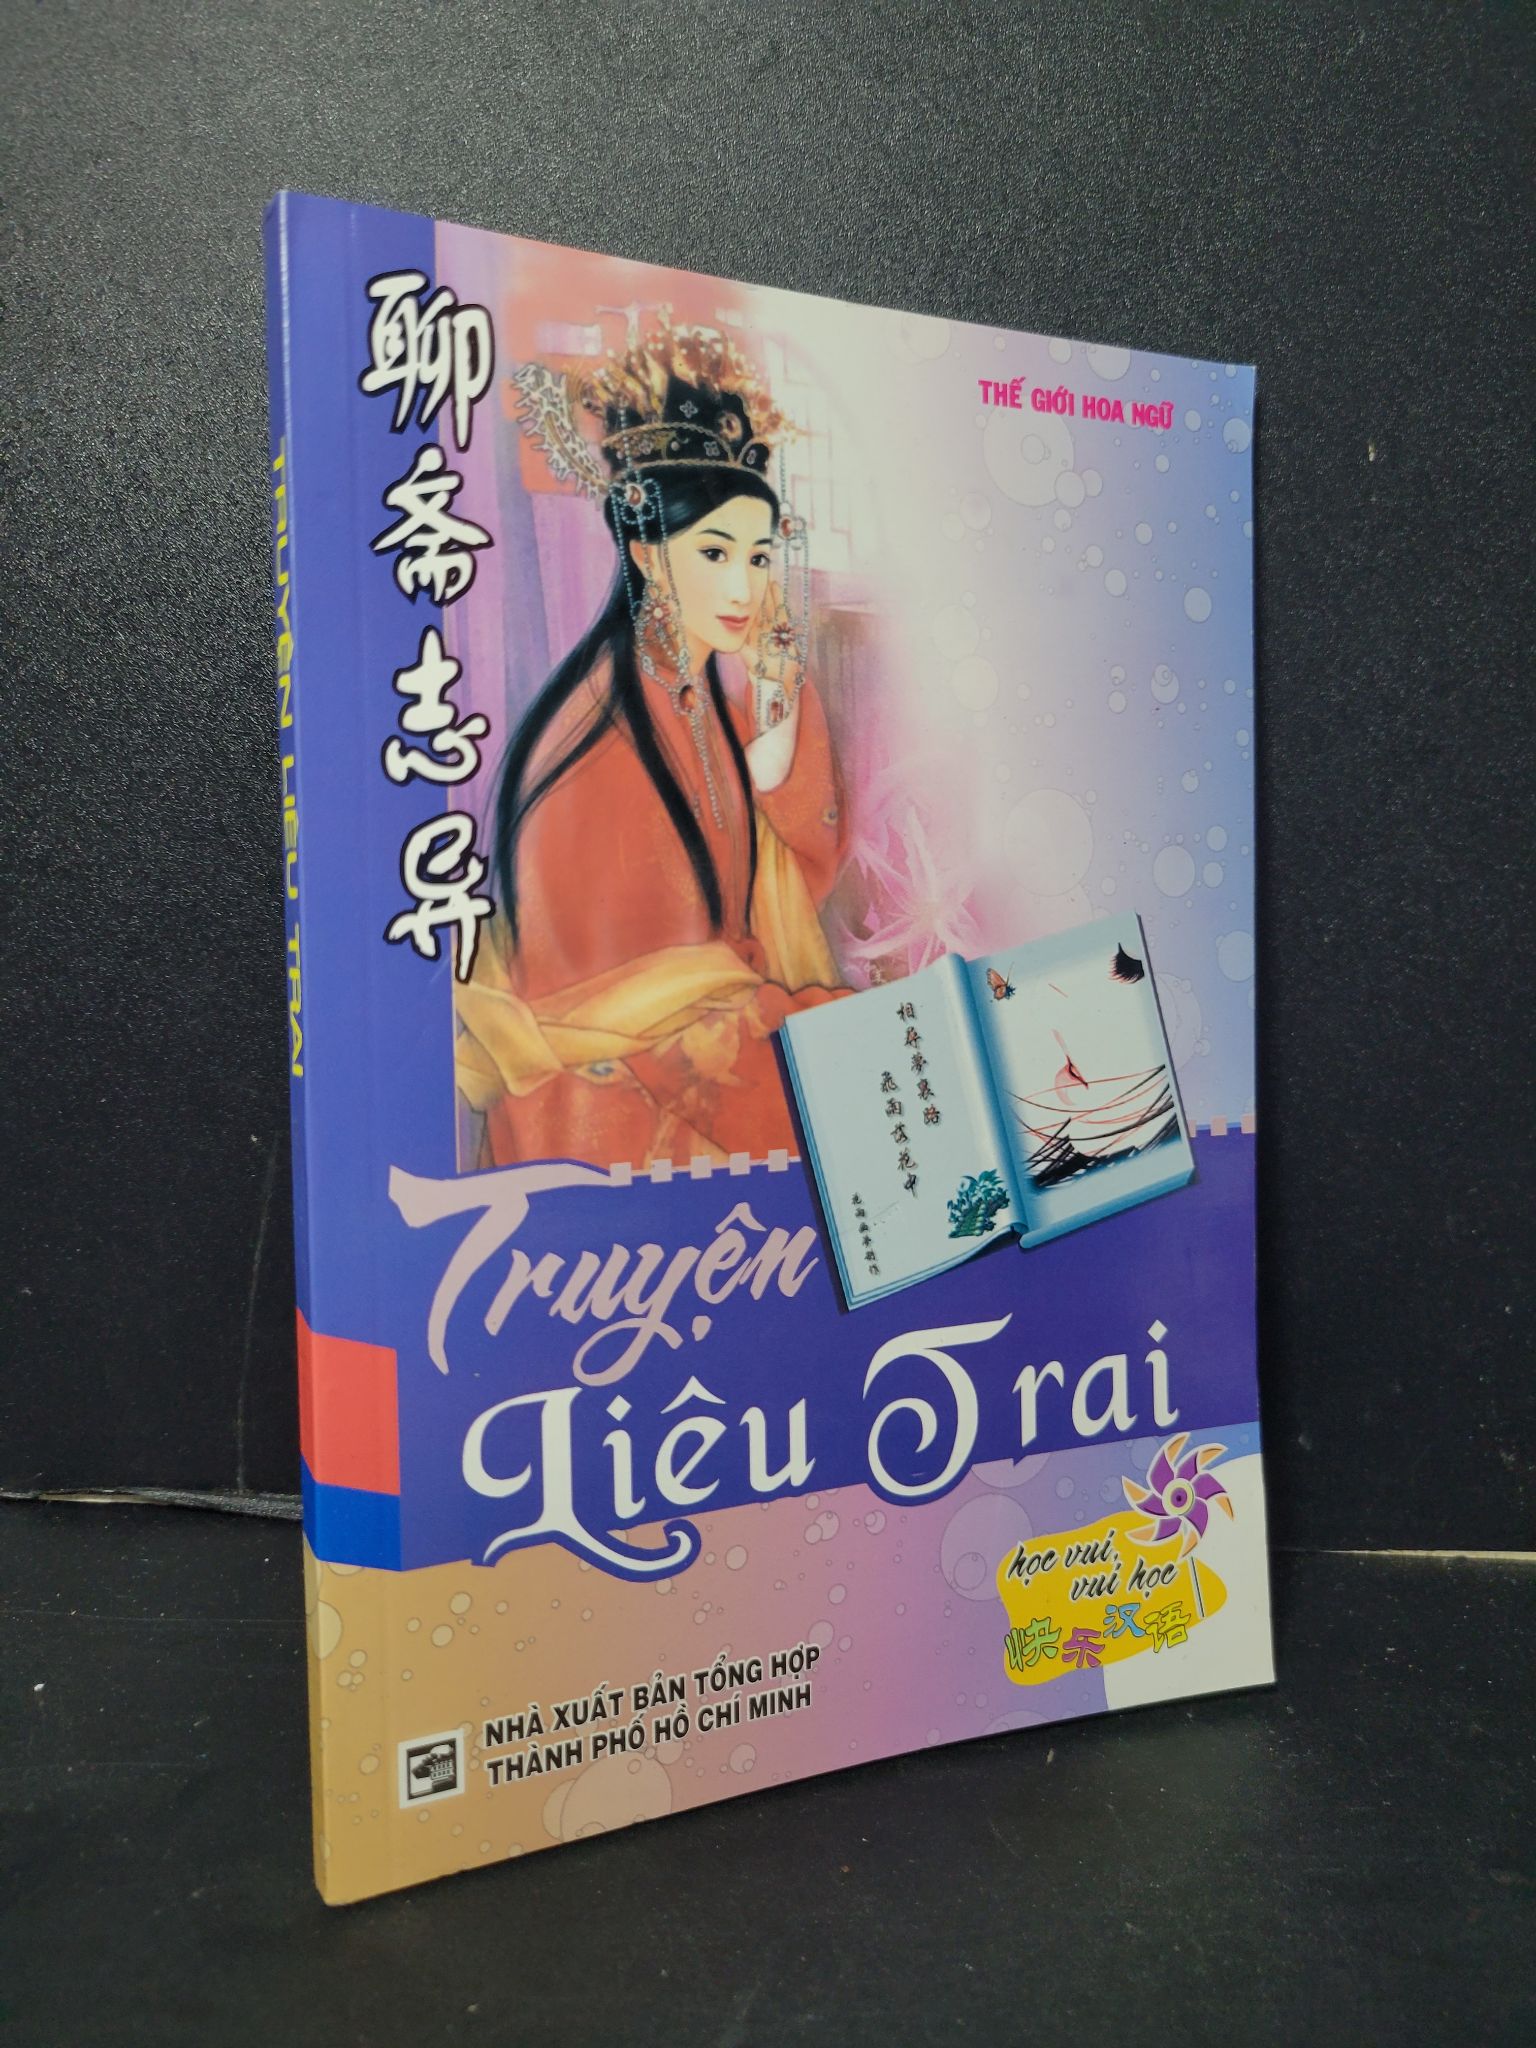 聊斋志异
THẾ GIỚI HOA NGỮ
TRUYỆN LIÊU TRAI
相尋夢裏路
飛雨落花中
Truyện
Liêu Trai
học vui,
vui học
快乐汉语
NHÀ XUẤT BẢN TỔNG HỢP
THÀNH PHỐ HỒ CHÍ MINH